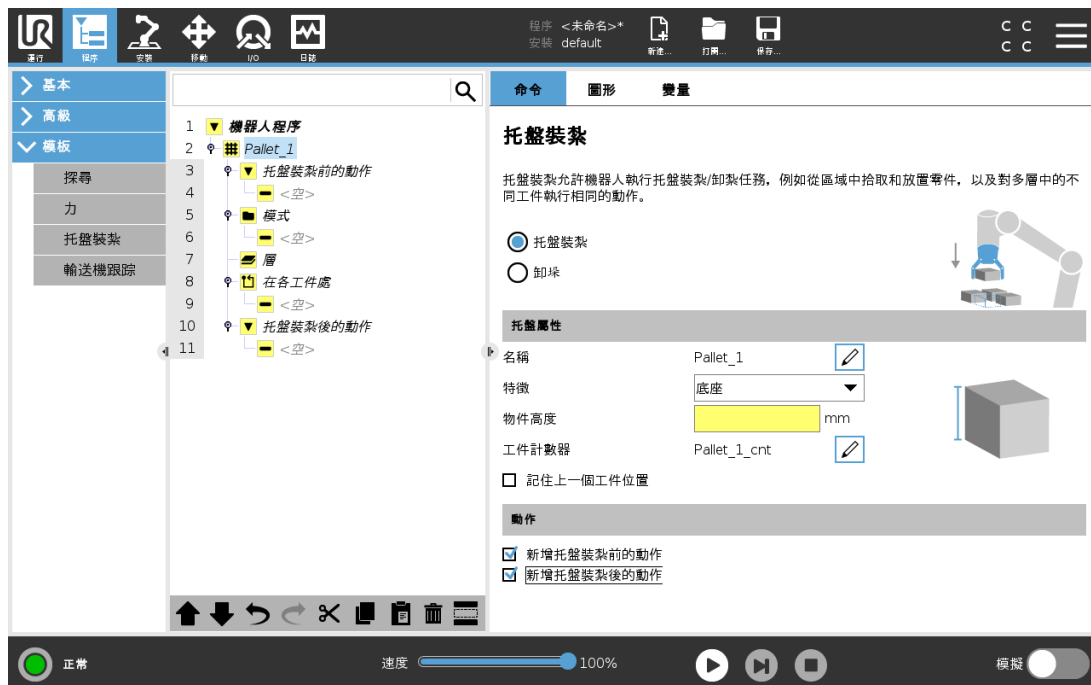 程序 <未命名>*
安裝 default
C C
C C
運行
程序
安裝
移動
I/O
日誌
新建...
打開...
保存...
基本
高級
模板
探尋
力
托盤裝紮
輸送機跟踪
1 機器人程序
2 Pallet_1
3 托盤裝紮前的動作
4 <空>
5 模式
6 <空>
7 層
8 在各工件處
9 <空>
10 托盤裝紮後的動作
11 <空>
命令 圖形 變量
托盤裝紮
托盤裝紮允許機器人執行托盤裝紮/卸紮任務，例如從區域中拾取和放置零件，以及對多層中的不
同工件執行相同的動作。
托盤裝紮
卸垛
托盤屬性
名稱 Pallet_1
特徵 底座
物件高度 mm
工件計數器 Pallet_1_cnt
記住上一個工件位置
動作
新增托盤裝紮前的動作
新增托盤裝紮後的動作
正常
速度 100%
模擬